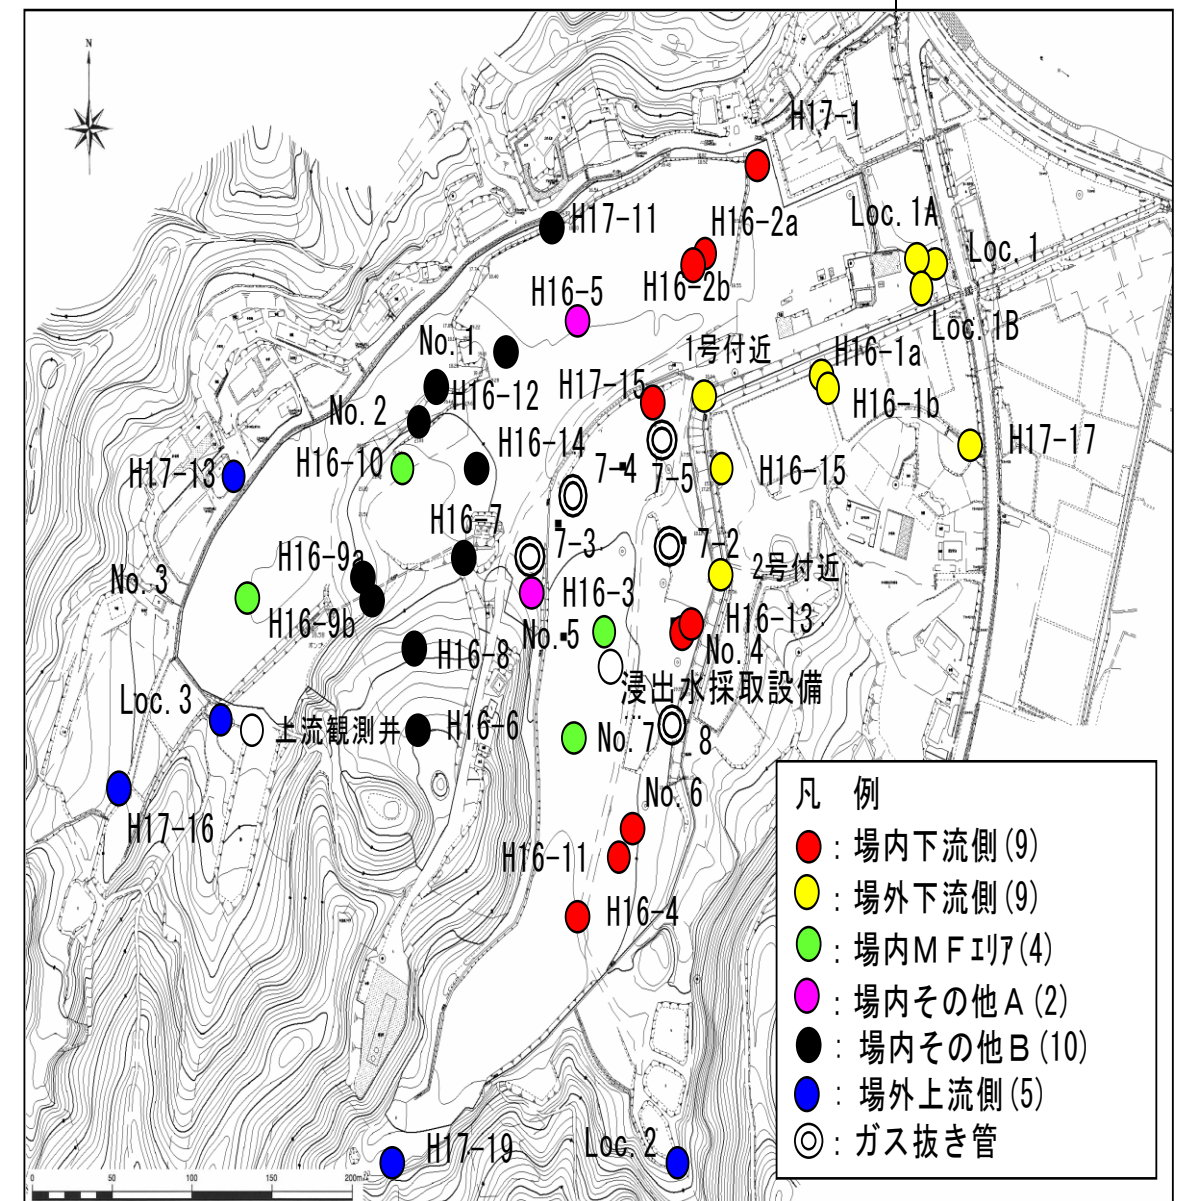 N
H17-1
H17-11
H16-2a
Loc. 1A
Loc. 1
H16-5
H16-2b
Loc. 1B
No. 1
1号付近
H16-1a
H17-15
H16-12
H16-1b
No. 2
H16-14
H17-17
H16-10
7-4
7-5
H16-15
H17-13
H16-7
7-3
7-2
H16-9a
2号付近
No. 3
H16-3
H16-9b
No. 5
H16-13
H16-8
No. 4
浸出水採取設備
Loc. 3
上流観測井
H16-6
No. 7
8
No. 6
H17-16
H16-11
H16-4
凡 例
: 場内下流側(9)
: 場外下流側(9)
: 場内ＭＦｴﾘｱ(4)
: 場内その他Ａ(2)
: 場内その他Ｂ(10)
: 場外上流側(5)
: ガス抜き管
H17-19
Loc. 2
0 50 100 200m